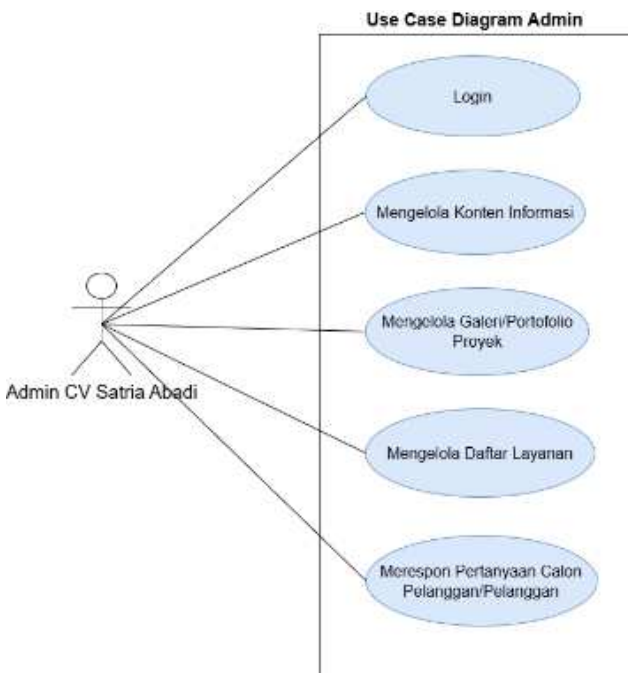 Use Case Diagram Admin
Login
Mengelola Konten Informasi
Mengelola Galeri/Portofolio
Proyek
Admin CV Satria Abadi
Mengelola Daftar Layanan
Merespon Pertanyaan Calon
Pelanggan/Pelanggan